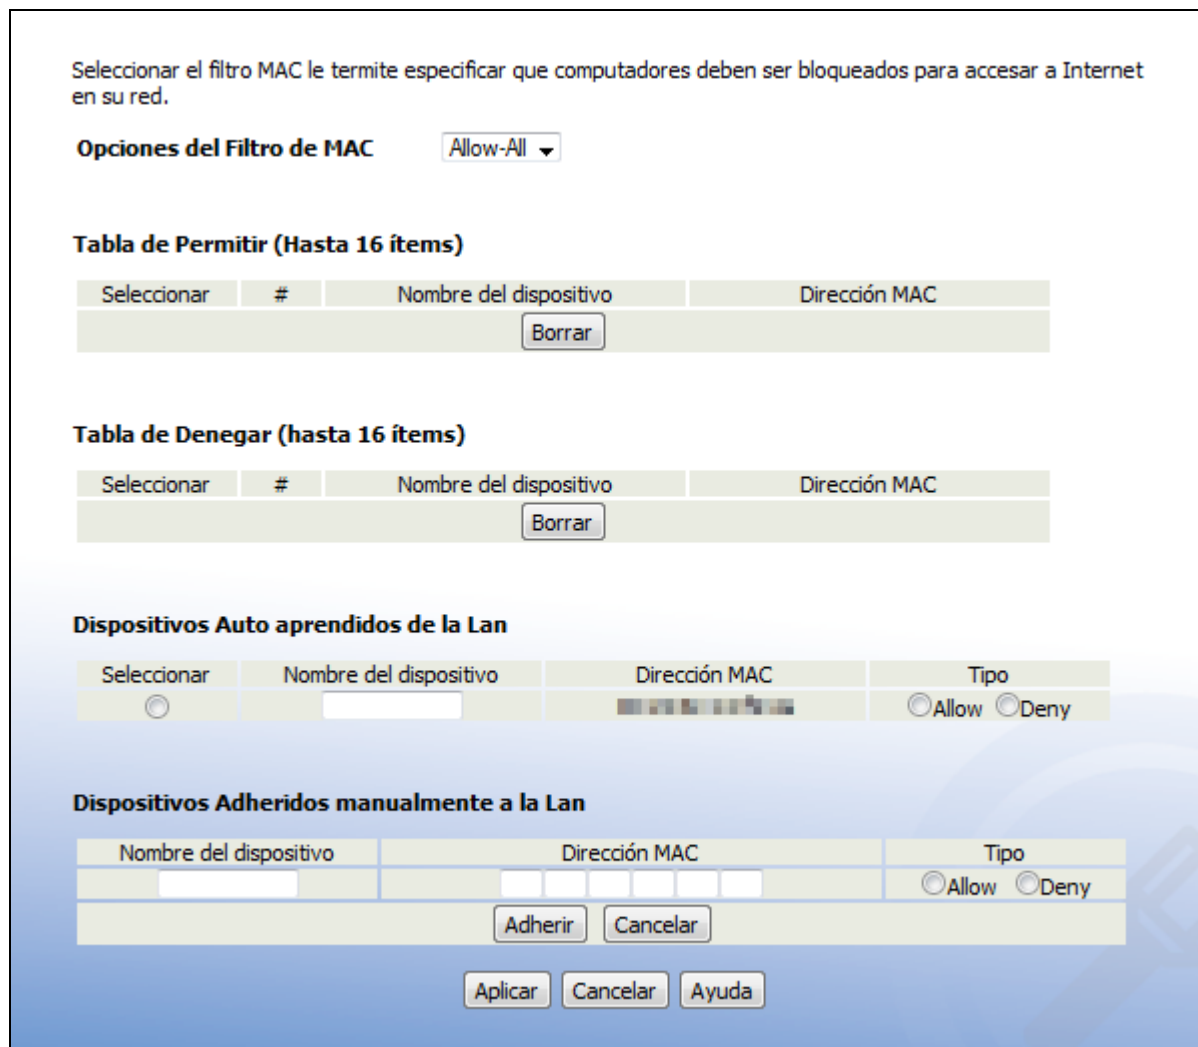 Seleccionar el filtro MAC le termite especificar que computadores deben ser bloqueados para accesar a Internet
en su red.
Opciones del Filtro de MAC Allow-All
Tabla de Permitir (Hasta 16 ítems)
Seleccionar # Nombre del dispositivo Dirección MAC
Borrar
Tabla de Denegar (hasta 16 ítems)
Seleccionar # Nombre del dispositivo Dirección MAC
Borrar
Dispositivos Auto aprendidos de la Lan
Seleccionar Nombre del dispositivo Dirección MAC Tipo
Allow Deny
Dispositivos Adheridos manualmente a la Lan
Nombre del dispositivo Dirección MAC Tipo
Allow Deny
Adherir Cancelar
Aplicar Cancelar Ayuda